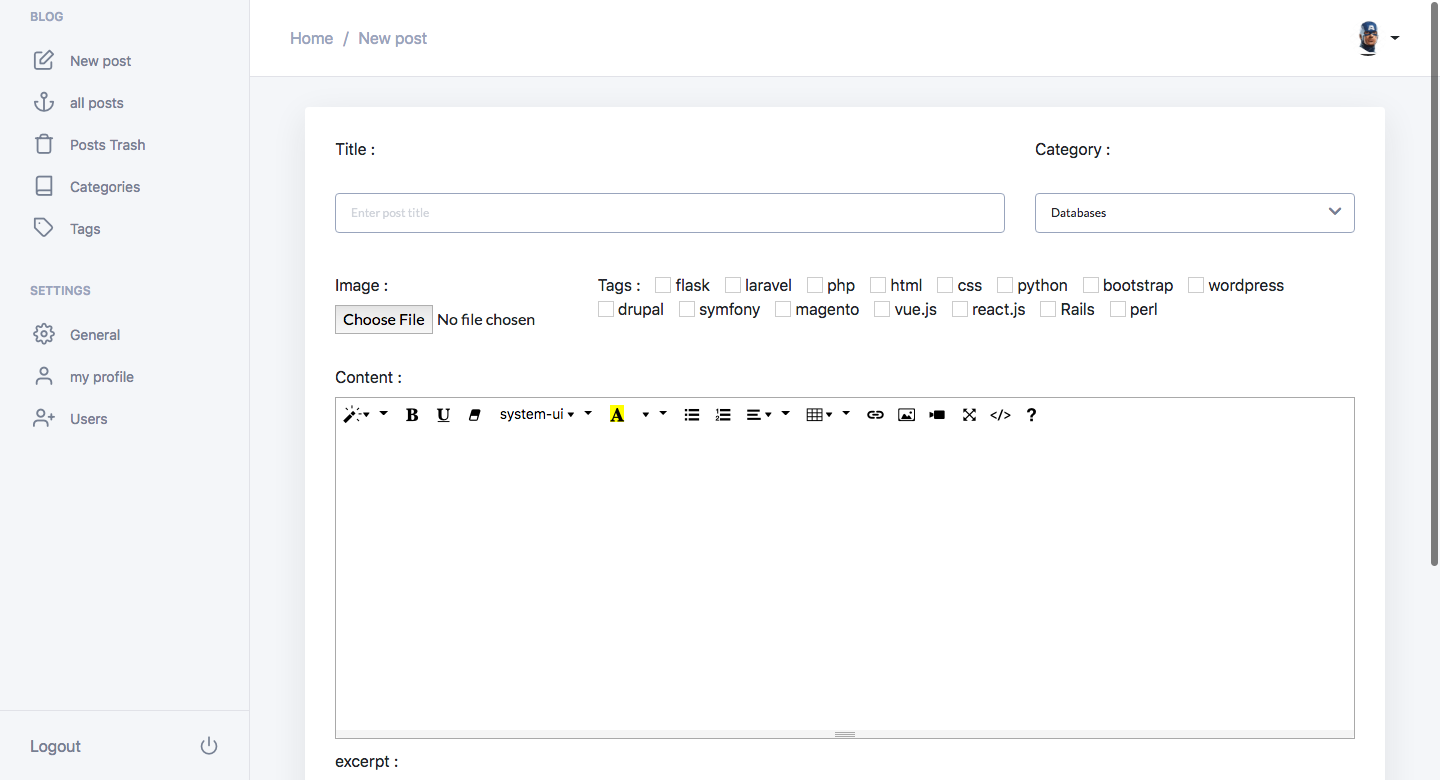 BLOG
New post
all posts
Posts Trash
Categories
Tags
SETTINGS
General
my profile
Users
Logout
Home / New post
Title :
Category :
Enter post title
Databases
Image :
Choose File No file chosen
Tags : flask laravel php html css python bootstrap wordpress
drupal symfony magento vue.js react.js Rails perl
Content :
B U system-ui A </> ?
excerpt :